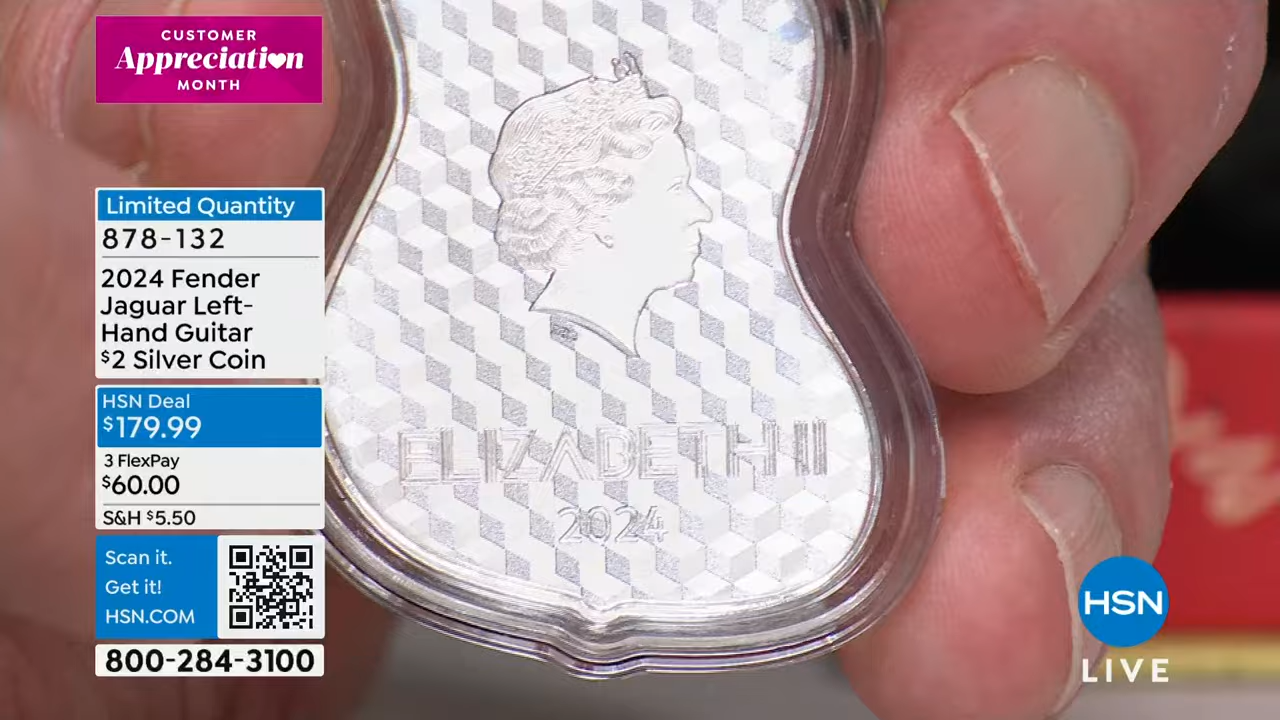 CUSTOMER
Appreciation
MONTH
Limited Quantity
878-132
2024 Fender
Jaguar Left-
Hand Guitar
$2 Silver Coin
HSN Deal
$179.99
3 FlexPay
$60.00
S&H $5.50
Scan it.
Get it!
HSN.COM
800-284-3100
ELIZABETH II
2024
HSN
LIVE